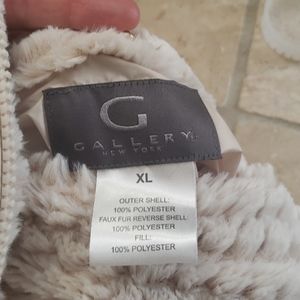 G
GALLERY
NEW YORK
XL
OUTER SHELL:
100% POLYESTER
FAUX FUR REVERSE SHELL:
100% POLYESTER
FILL:
100% POLYESTER